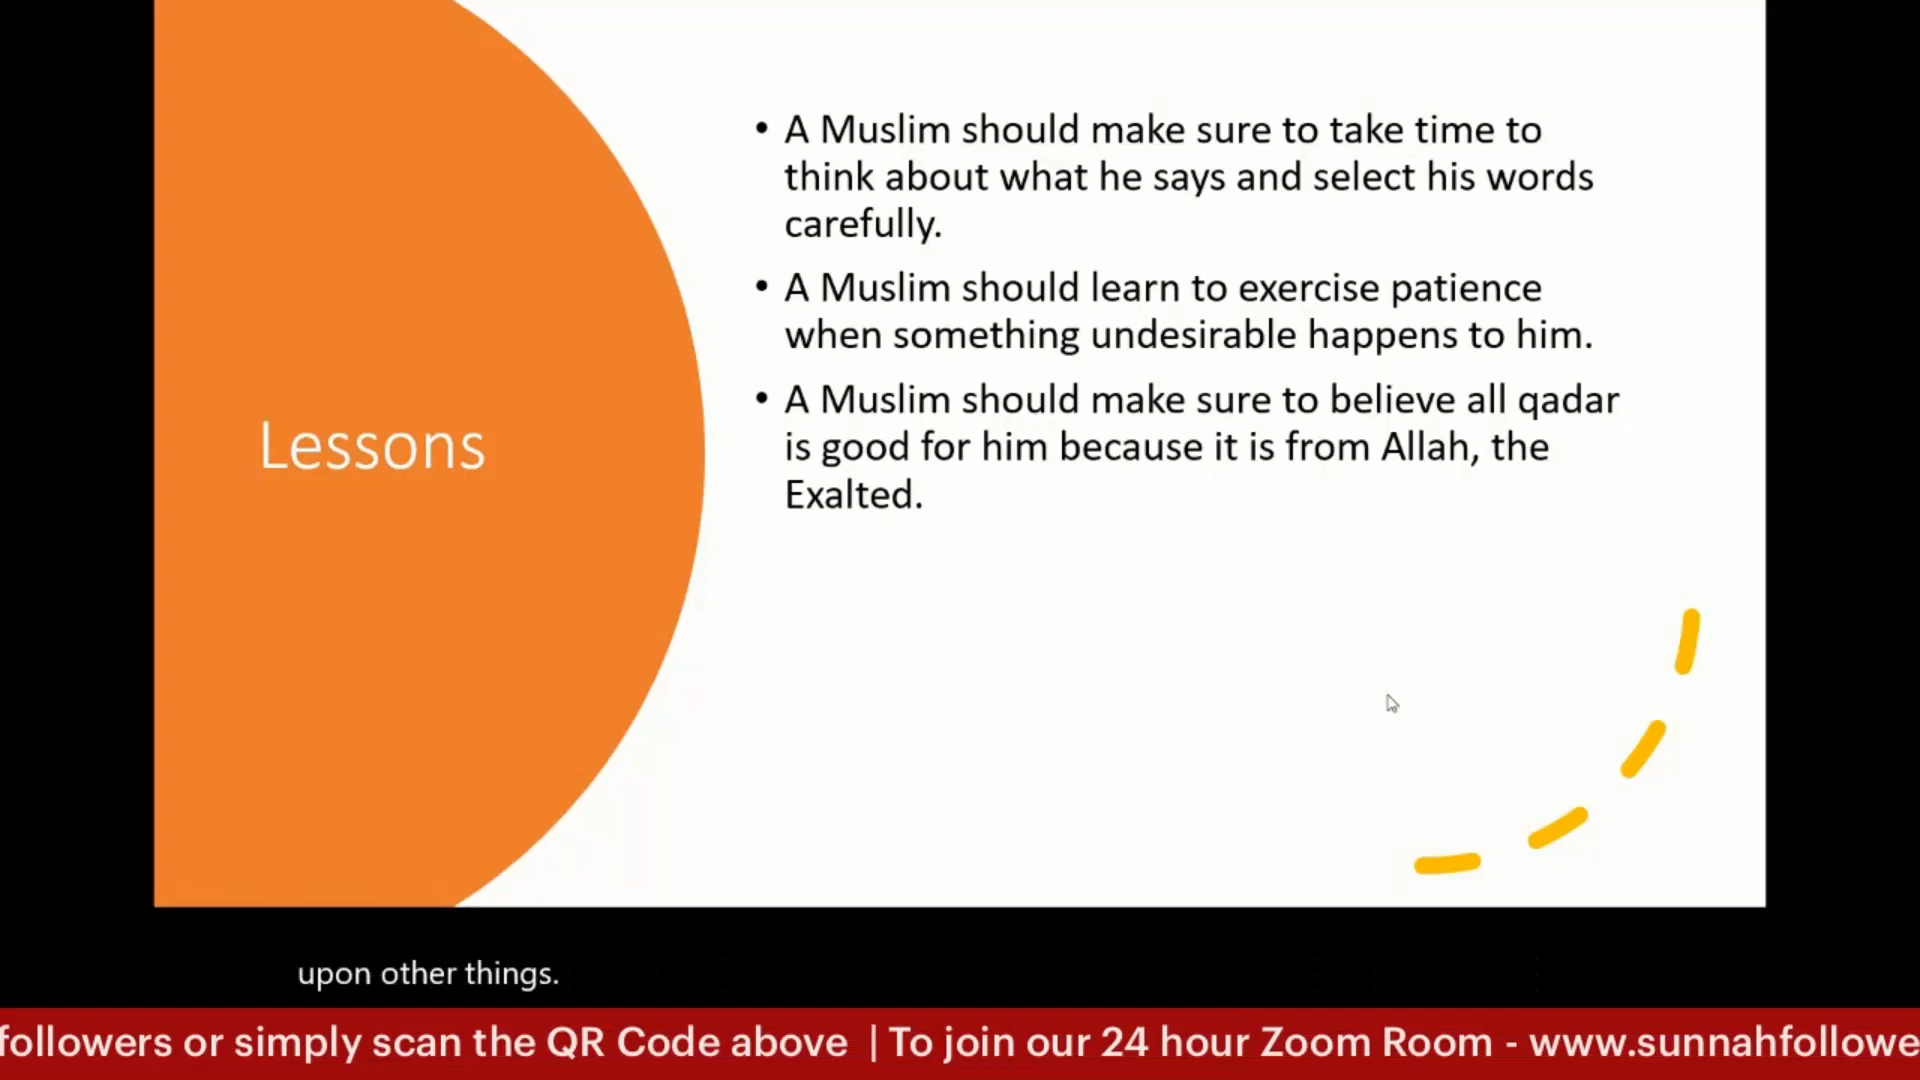 Lessons
• A Muslim should make sure to take time to
think about what he says and select his words
carefully.
• A Muslim should learn to exercise patience
when something undesirable happens to him.
• A Muslim should make sure to believe all qadar
is good for him because it is from Allah, the
Exalted.
upon other things.
followers or simply scan the QR Code above | To join our 24 hour Zoom Room - www.sunnahfollowe